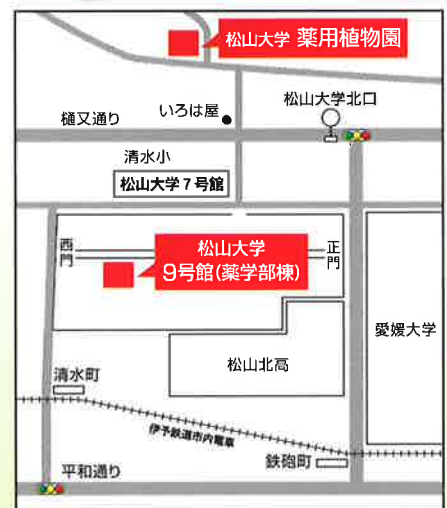 松山大学 薬用植物園
いろは屋
松山大学北口
樋又通り
清水小
松山大学7号館
西門
松山大学
9号館(薬学部棟)
正門
愛媛大学
松山北高
清水町
伊予鉄道市内電車
鉄砲町
平和通り